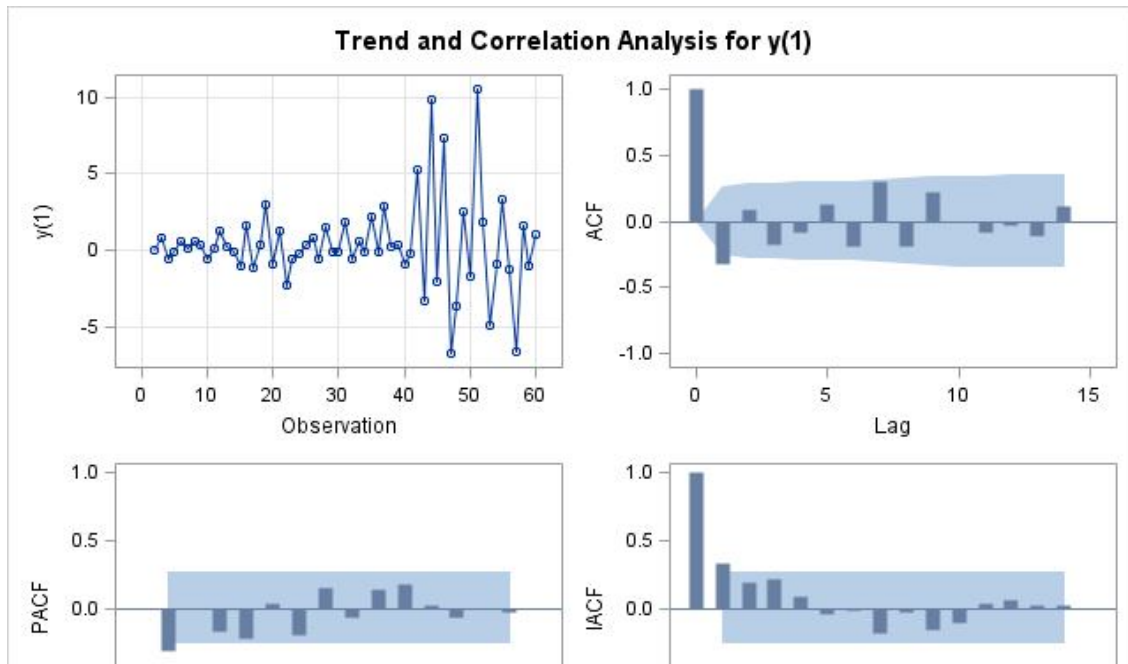 Trend and Correlation Analysis for y(1)
y(1)
10
5
0
-5
0 10 20 30 40 50 60
Observation
ACF
1.0
0.5
0.0
-0.5
-1.0
0 5 10 15
Lag
PACF
1.0
0.5
0.0
IACF
1.0
0.5
0.0